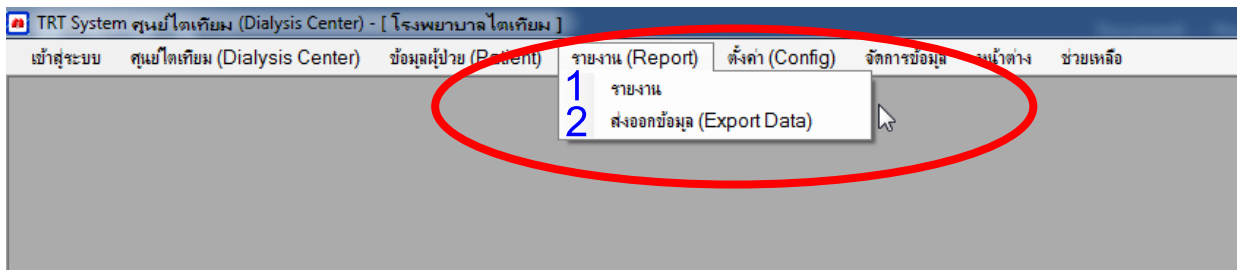 TRT System ศูนย์ไตเทียม (Dialysis Center) - [ โรงพยาบาลไตเทียม ]
เข้าสู่ระบบ ศูนย์ไตเทียม (Dialysis Center) ข้อมูลผู้ป่วย (Patient) รายงาน (Report) ตั้งค่า (Config) จัดการข้อมูล หน้าต่าง ช่วยเหลือ
1 รายงาน
2 ส่งออกข้อมูล (Export Data)